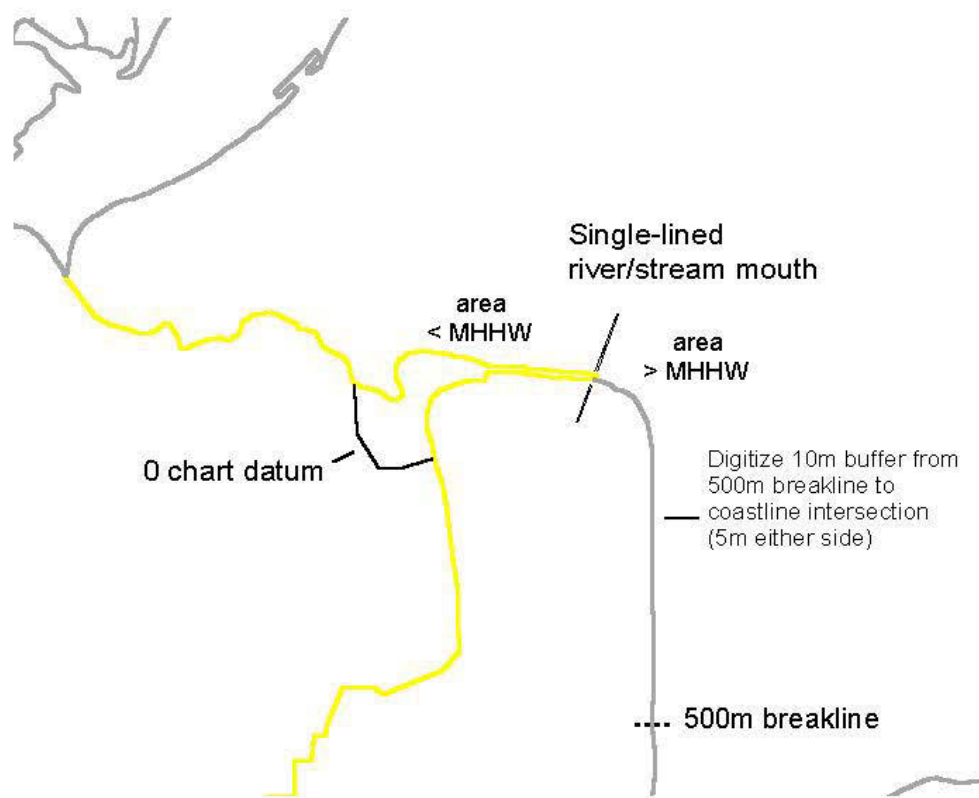 Single-lined
river/stream mouth
area
< MHHW
area
> MHHW
0 chart datum
Digitize 10m buffer from
500m breakline to
coastline intersection
(5m either side)
500m breakline